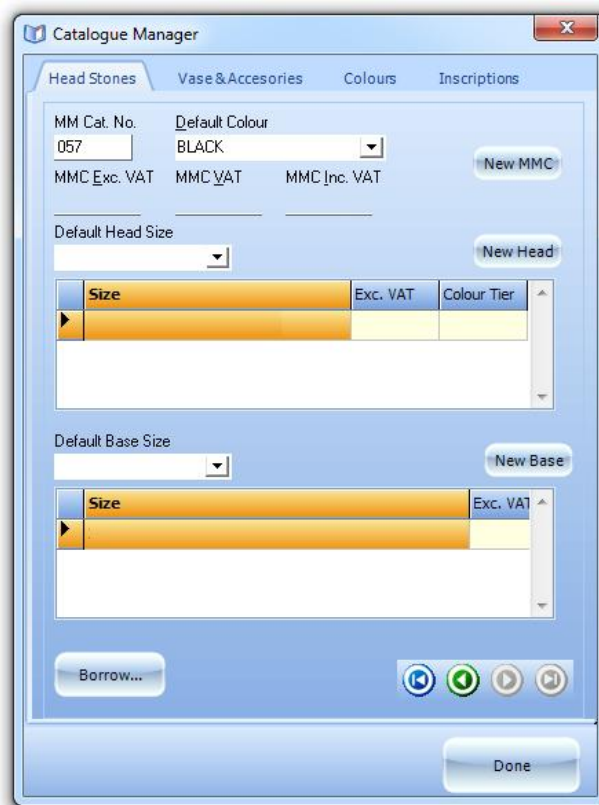 Catalogue Manager
Head Stones Vase & Accesories Colours Inscriptions
MM Cat. No. Default Colour
057 BLACK
New MMC
MMC Exc. VAT MMC VAT MMC Inc. VAT
Default Head Size
New Head
Size Exc. VAT Colour Tier
Default Base Size
New Base
Size Exc. VAT
Borrow...
Done